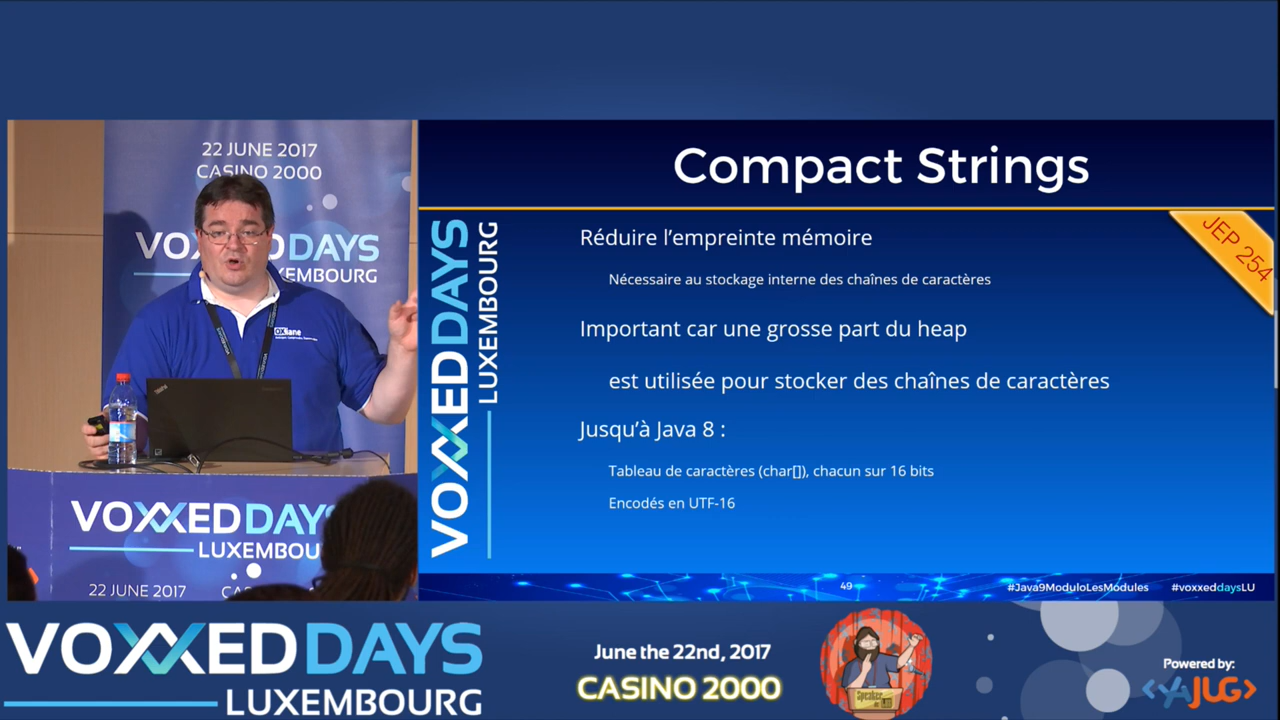 22 JUNE 2017
CASINO 2000
DAYS
OXiane
VOXXED DAYS
LUXEMBOU
22 JUNE 2017
Compact Strings
JEP 254
VOXXED DAYS
LUXEMBOURG
Réduire l’empreinte mémoire
Nécessaire au stockage interne des chaînes de caractères
Important car une grosse part du heap
est utilisée pour stocker des chaînes de caractères
Jusqu’à Java 8 :
Tableau de caractères (char[]), chacun sur 16 bits
Encodés en UTF-16
49
#Java9ModuloLesModules
#voxxeddaysLU
VOXXED DAYS
LUXEMBOURG
June the 22nd, 2017
CASINO 2000
Powered by:
YAJUG